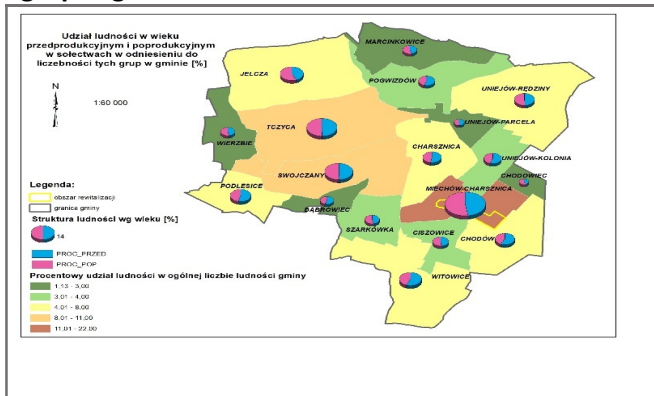 Udział ludności w wieku
przedprodukcyjnym i poprodukcyjnym
w sołectwach w odniesieniu do
liczebności tych grup w gminie [%]
N
1:60 000
MARCINKOWICE
JELCZA
POGWIZDÓW
UNIEJÓW-RĘDZINY
UNIEJÓW-PARCELA
TCZYCA
WIERZBIE
CHARSZNICA
UNIEJÓW-KOLONIA
SWOJCZANY
CHODOWIEC
PODLESICE
MIECHÓW-CHARSZNICA
DĄBROWIEC
SZARKÓWKA
CISZOWICE
CHODÓW
WITOWICE
Legenda:
obszar rewitalizacji
granice gminy
Struktura ludności wg wieku [%]
14
PROC_PRZED
PROC_POP
Procentowy udział ludności w ogólnej liczbie ludności gminy
1,13 - 3,00
3,01 - 4,00
4,01 - 8,00
8,01 - 11,00
11,01 - 22,00